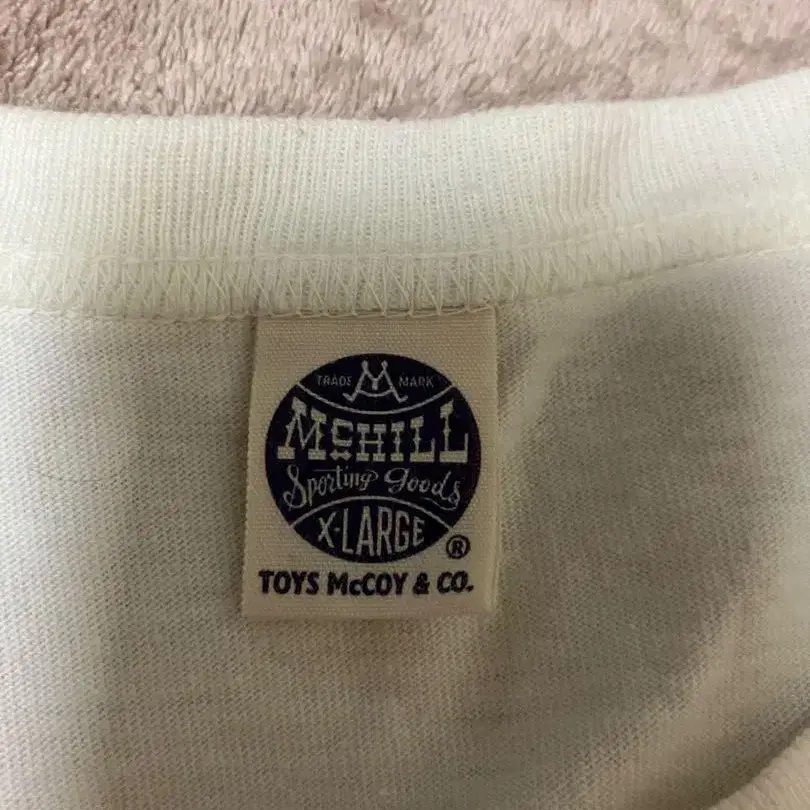 TRADE M MARK
McHILL
Sporting Goods
X-LARGE
®
TOYS McCOY & CO.